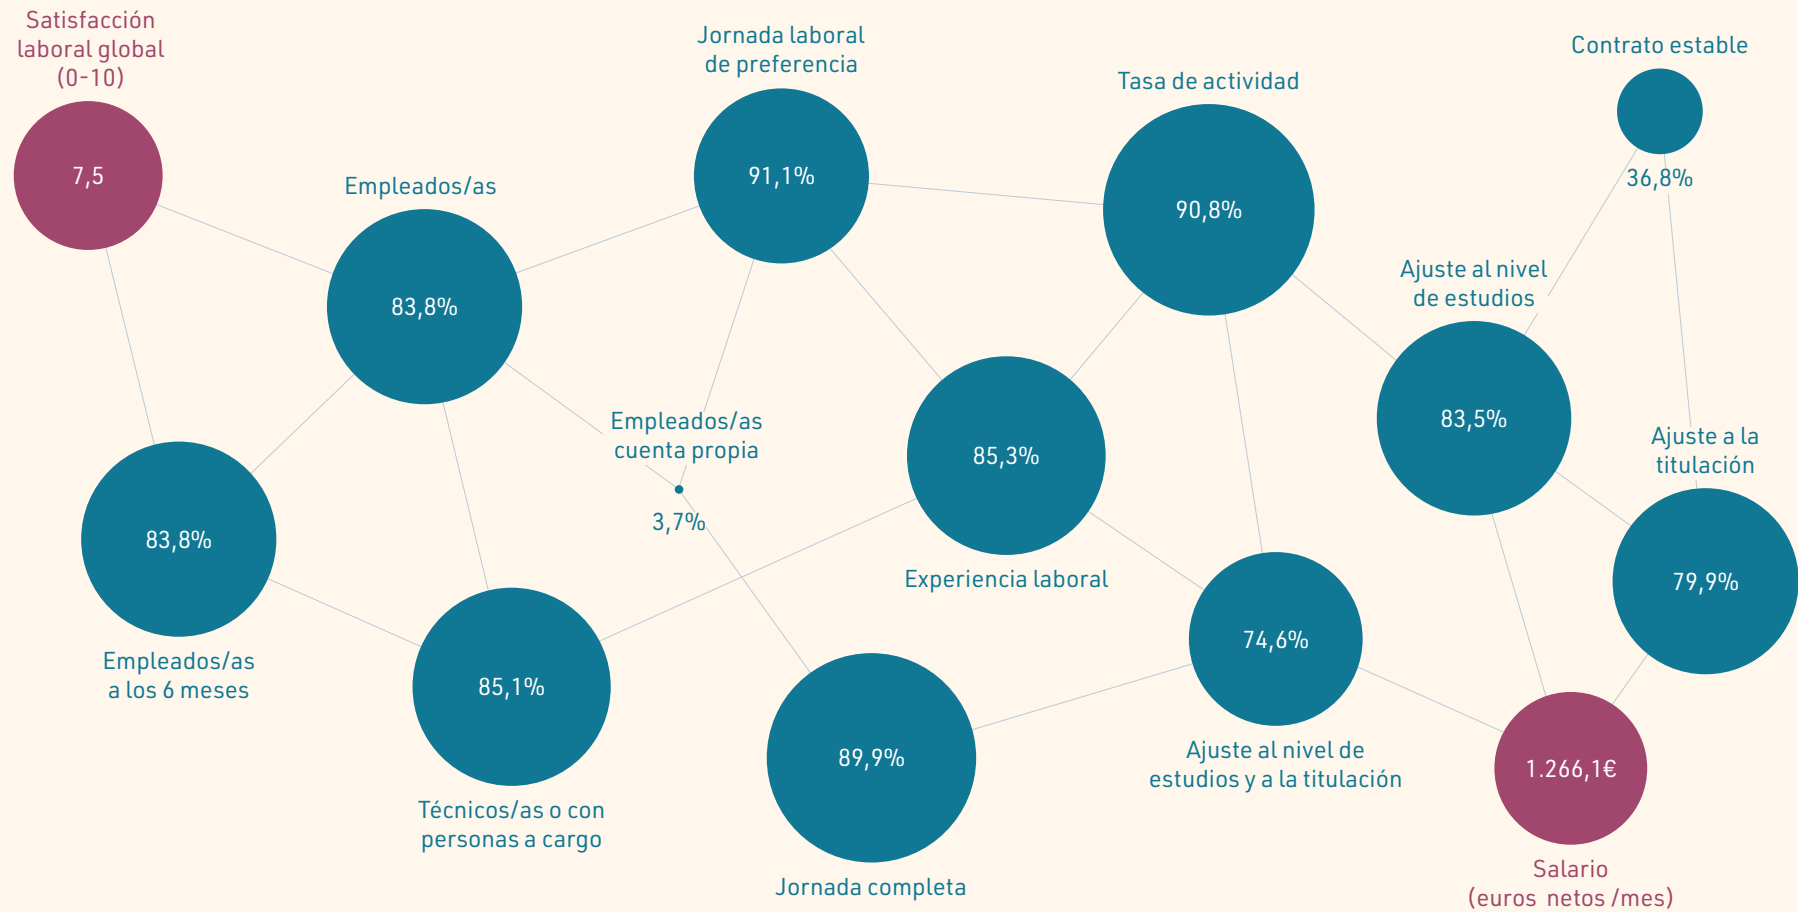 Satisfacción
laboral global
(0-10)
7,5
Empleados/as
83,8%
Jornada laboral
de preferencia
91,1%
Tasa de actividad
90,8%
Contrato estable
36,8%
Ajuste al nivel
de estudios
83,5%
Empleados/as
cuenta propia
3,7%
85,3%
Experiencia laboral
Ajuste a la
titulación
79,9%
83,8%
Empleados/as
a los 6 meses
85,1%
Técnicos/as o con
personas a cargo
89,9%
Jornada completa
74,6%
Ajuste al nivel de
estudios y a la titulación
1.266,1€
Salario
(euros netos /mes)